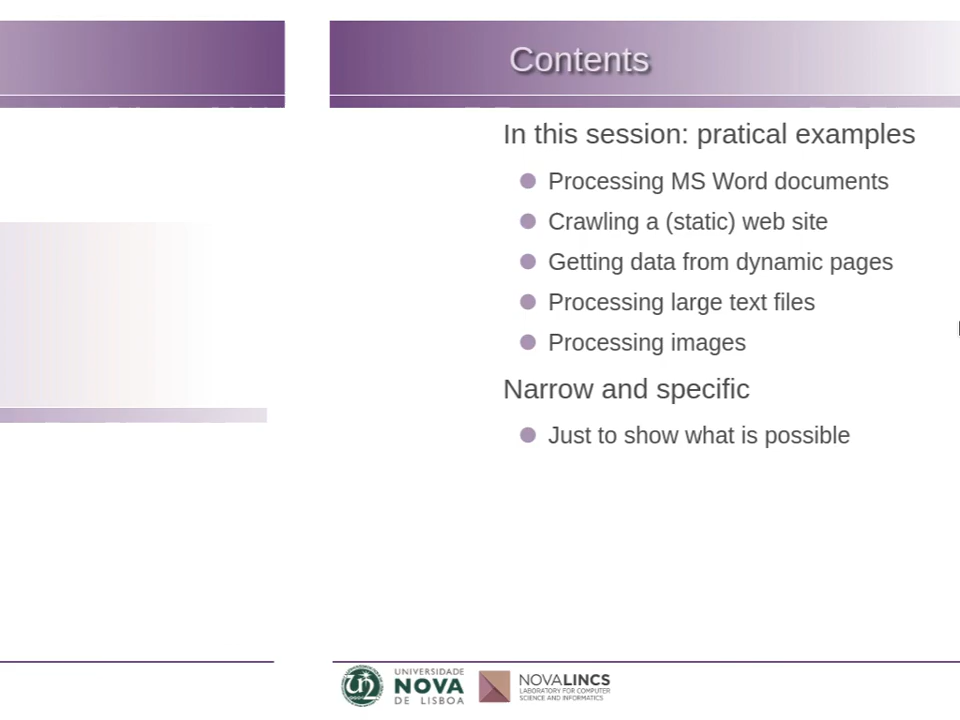 Contents
In this session: pratical examples
Processing MS Word documents
Crawling a (static) web site
Getting data from dynamic pages
Processing large text files
Processing images
Narrow and specific
Just to show what is possible
UNIVERSIDADE
NOVA
DE LISBOA
NOVALINCS
LABORATORY FOR COMPUTER
SCIENCE AND INFORMATICS